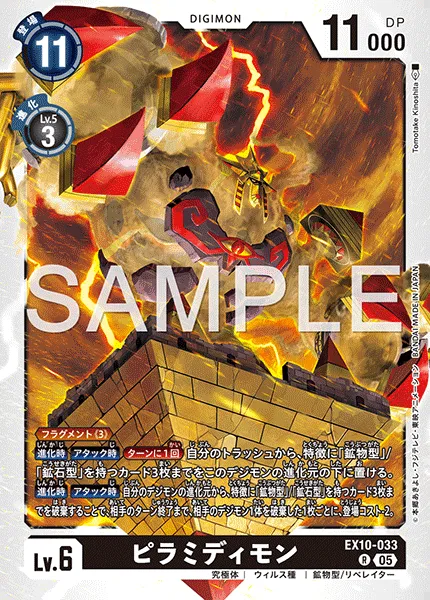 登場
11
DIGIMON
11000
DP
進化
Lv.5
3
Tomotake Kinoshita
SAMPLE
© 本郷あきよし・フジテレビ・東映アニメーション BANDAI MADE IN JAPAN
フラグメント《3》
進化時 アタック時 ターンに1回 自分のトラッシュから、特徴に「鉱物型」/
「鉱石型」を持つカード3枚までをこのデジモンの進化元の下に置ける。
進化時 アタック時 自分のデジモンの進化元から、特徴に「鉱物型」/「鉱石型」を持つカード3枚ま
でを破棄することで、相手のターン終了まで、相手のデジモン1体を破棄した1枚ごとに、登場コスト-2。
Lv.6
ピラミディモン
EX10-033
R 05
究極体 | ウィルス種 | 鉱物型/リベレイター